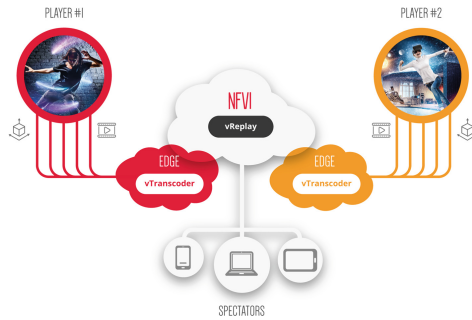 PLAYER #1
PLAYER #2
NFVI
vReplay
EDGE
vTranscoder
EDGE
vTranscoder
SPECTATORS